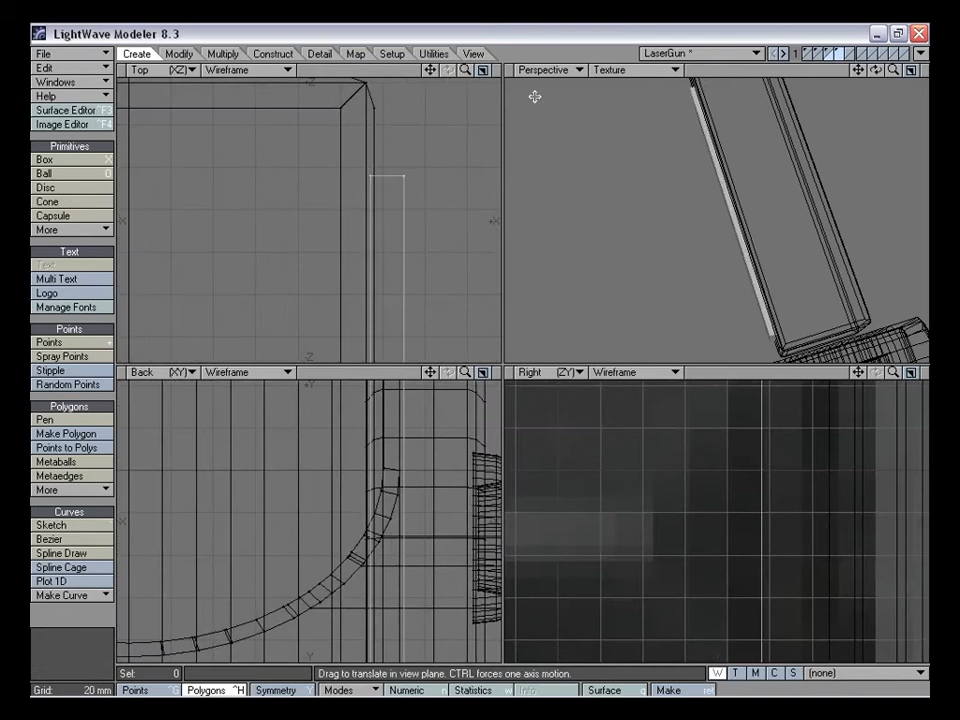 LightWave Modeler 8.3
File Create Modify Multiply Construct Detail Map Setup Utilities View LaserGun * 1
Edit Top (XZ) Wireframe Perspective Texture
Windows
Help
Surface Editor F3
Image Editor ^F4
Primitives
Box X
Ball O
Disc
Cone
Capsule
More
Text
Text
Multi Text
Logo
Manage Fonts
Points
Points +
Spray Points
Stipple
Random Points
Back (XY) Wireframe Right (ZY) Wireframe
Polygons
Pen
Make Polygon
Points to Polys
Metaballs
Metaedges
More
Curves
Sketch
Bezier
Spline Draw
Spline Cage
Plot 1D
Make Curve
Sel: 0 Drag to translate in view plane. CTRL forces one axis motion. W T M C S (none)
Grid: 20 mm Points ^G Polygons ^H Symmetry Y Modes Numeric n Statistics w Info i Surface q Make ret